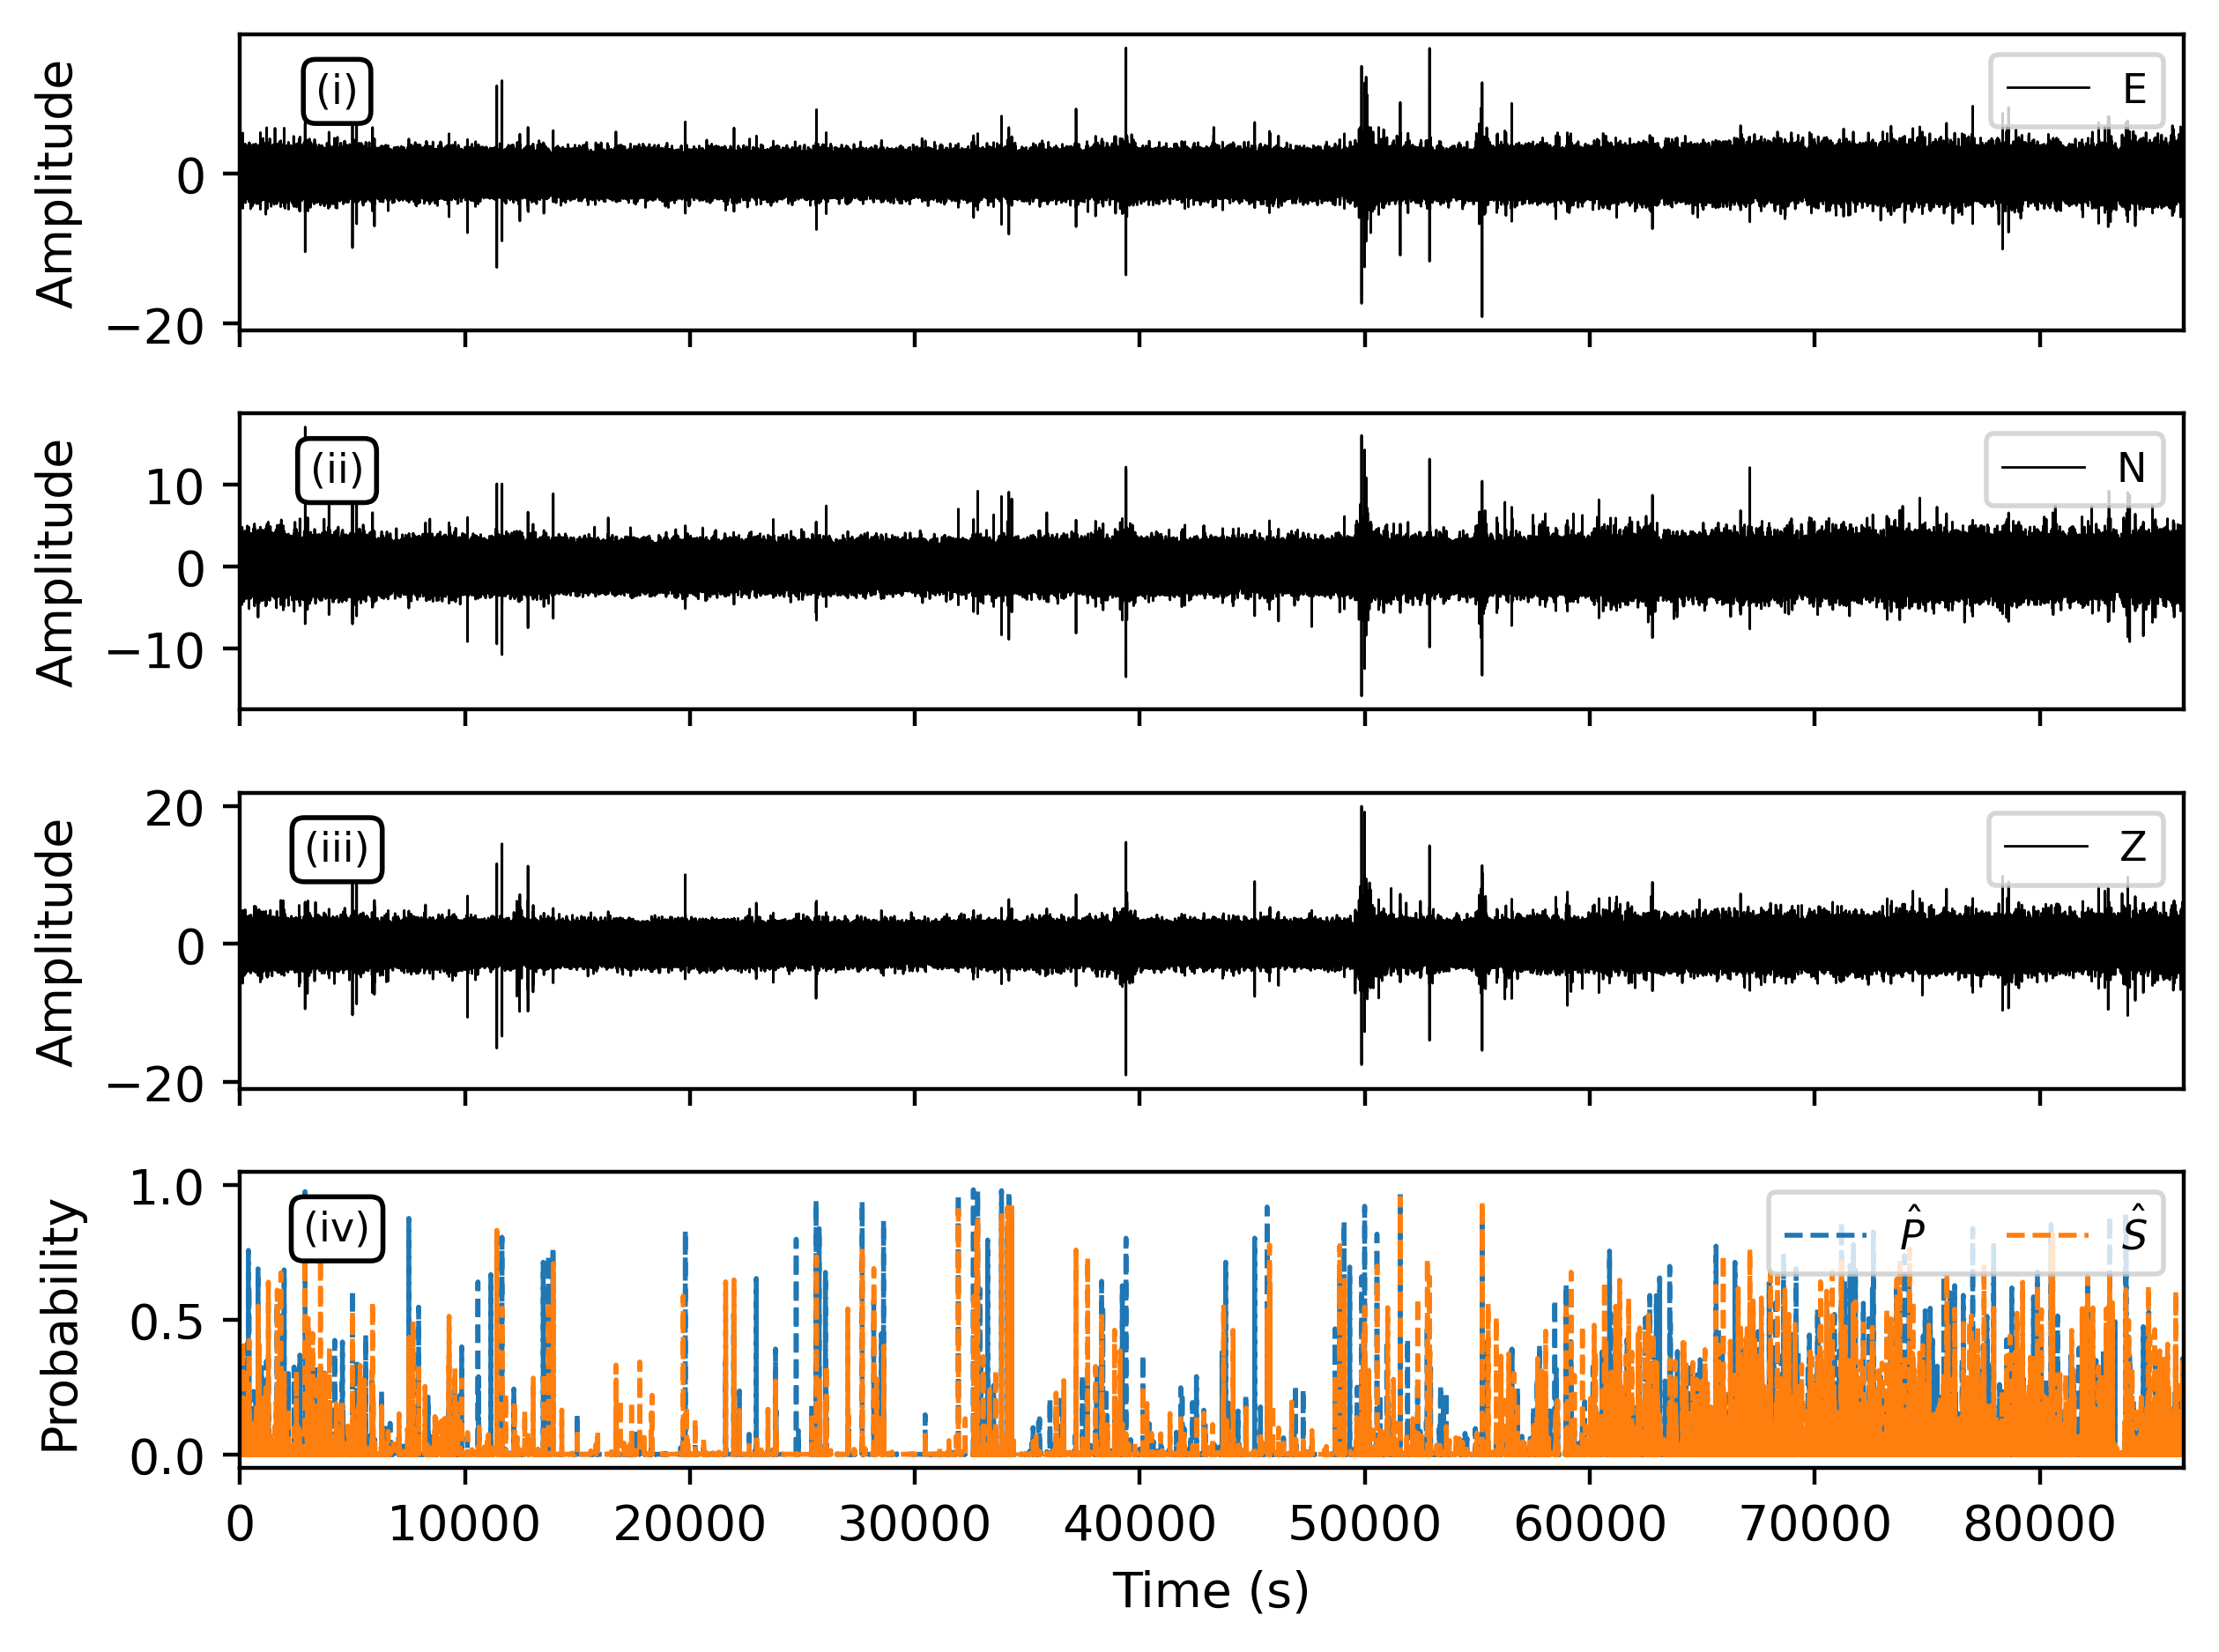 Amplitude
(i)
E
0
−20
Amplitude
(ii)
N
10
0
−10
Amplitude
(iii)
Z
20
0
−20
Probability
(iv)
P̂
Ŝ
1.0
0.5
0.0
0 10000 20000 30000 40000 50000 60000 70000 80000
Time (s)